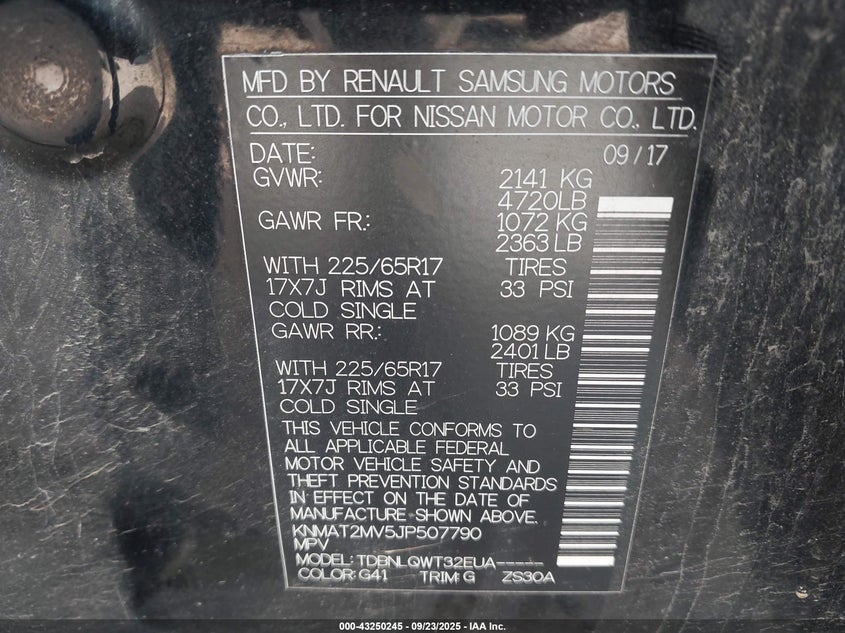 MFD BY RENAULT SAMSUNG MOTORS
CO., LTD. FOR NISSAN MOTOR CO., LTD.
DATE: 09/17
GVWR: 2141 KG
4720LB
GAWR FR.: 1072 KG
2363 LB
WITH 225/65R17 TIRES
17X7J RIMS AT 33 PSI
COLD SINGLE
GAWR RR.: 1089 KG
2401 LB
WITH 225/65R17 TIRES
17X7J RIMS AT 33 PSI
COLD SINGLE
THIS VEHICLE CONFORMS TO
ALL APPLICABLE FEDERAL
MOTOR VEHICLE SAFETY AND
THEFT PREVENTION STANDARDS
IN EFFECT ON THE DATE OF
MANUFACTURE SHOWN ABOVE.
KNMAT2MV5JP507790
MPV
MODEL: TDBNLQWT32EUA-----
COLOR: G41 TRIM: G ZS30A
000-43250245 - 09/23/2025 - IAA Inc.